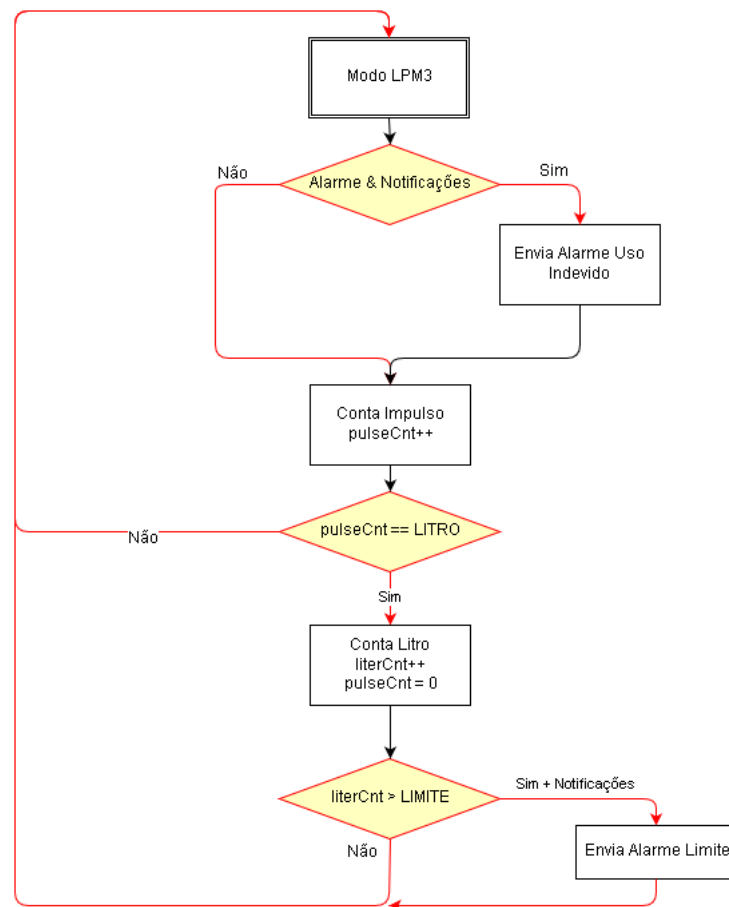 Modo LPM3
Não
Alarme & Notificações
Sim
Envia Alarme Uso
Indevido
Conta Impulso
pulseCnt++
pulseCnt == LITRO
Não
Sim
Conta Litro
literCnt++
pulseCnt = 0
literCnt > LIMITE
Sim + Notificações
Não
Envia Alarme Limite